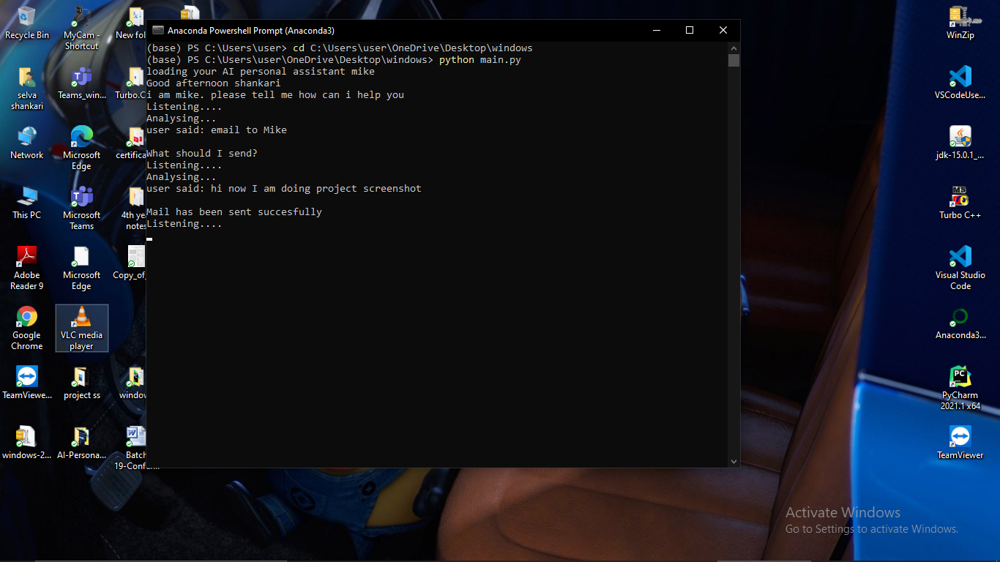 Recycle Bin
MyCam -
Shortcut
New fol
Anaconda Powershell Prompt (Anaconda3)
(base) PS C:\Users\user> cd C:\Users\user\OneDrive\Desktop\windows
(base) PS C:\Users\user\OneDrive\Desktop\windows> python main.py
loading your AI personal assistant mike
Good afternoon shankari
i am mike. please tell me how can i help you
Listening....
Analysing...
user said: email to Mike
What should I send?
Listening....
Analysing...
user said: hi now I am doing project screenshot
Mail has been sent succesfully
Listening....
selva
shankari
Teams_win...
Turbo.C
Network
Microsoft
Edge
certifica
This PC
Microsoft
Teams
4th ye
notes
Adobe
Reader 9
Microsoft
Edge
Copy_of_
Google
Chrome
VLC media
player
TeamViewe...
project ss
window
windows-2...
AI-Persona...
Batch
19-Confe...
WinZip
VSCodeUse...
jdk-15.0.1_...
MS
Turbo C++
Visual Studio
Code
Anaconda3...
PC
PyCharm
2021.1 x64
TeamViewer
Activate Windows
Go to Settings to activate Windows.